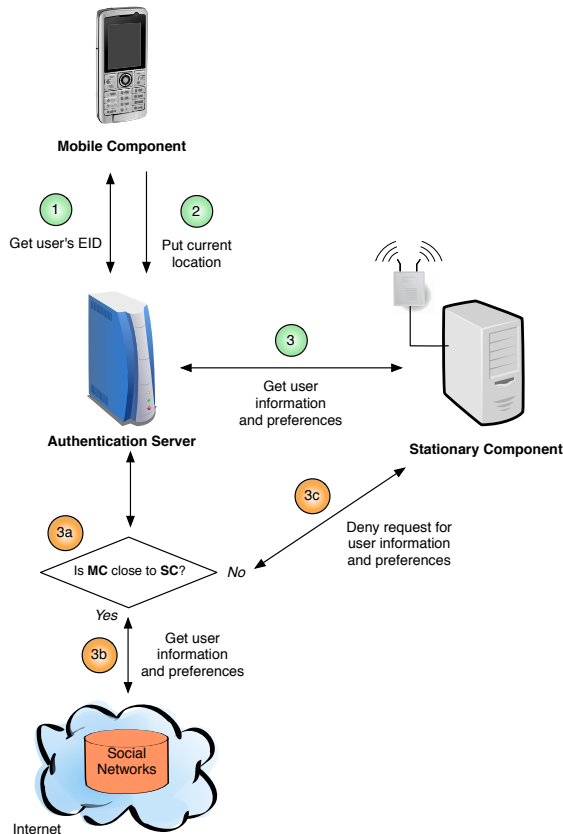 Mobile Component
1
2
Get user's EID
Put current
location
3
Get user
information
and preferences
Authentication Server
Stationary Component
3a
3c
Is MC close to SC?
No
Deny request for
user information
and preferences
Yes
3b
Get user
information
and preferences
Social
Networks
Internet